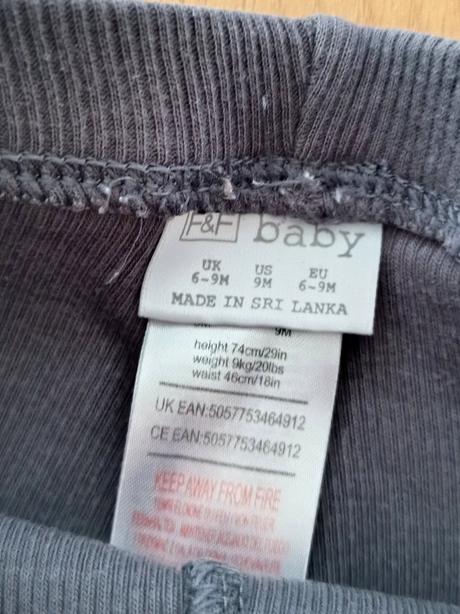 F&F baby
UK US EU
6-9M 9M 6-9M
MADE IN SRI LANKA
9M
height 74cm/29in
weight 9kg/20lbs
waist 46cm/18in
UK EAN:5057753464912
CE EAN:5057753464912
KEEP AWAY FROM FIRE